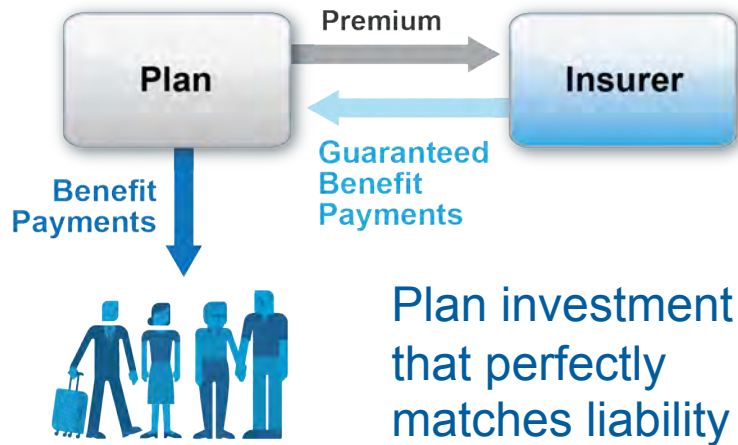 Premium
Plan
Insurer
Guaranteed
Benefit
Payments
Benefit
Payments
Plan investment
that perfectly
matches liability